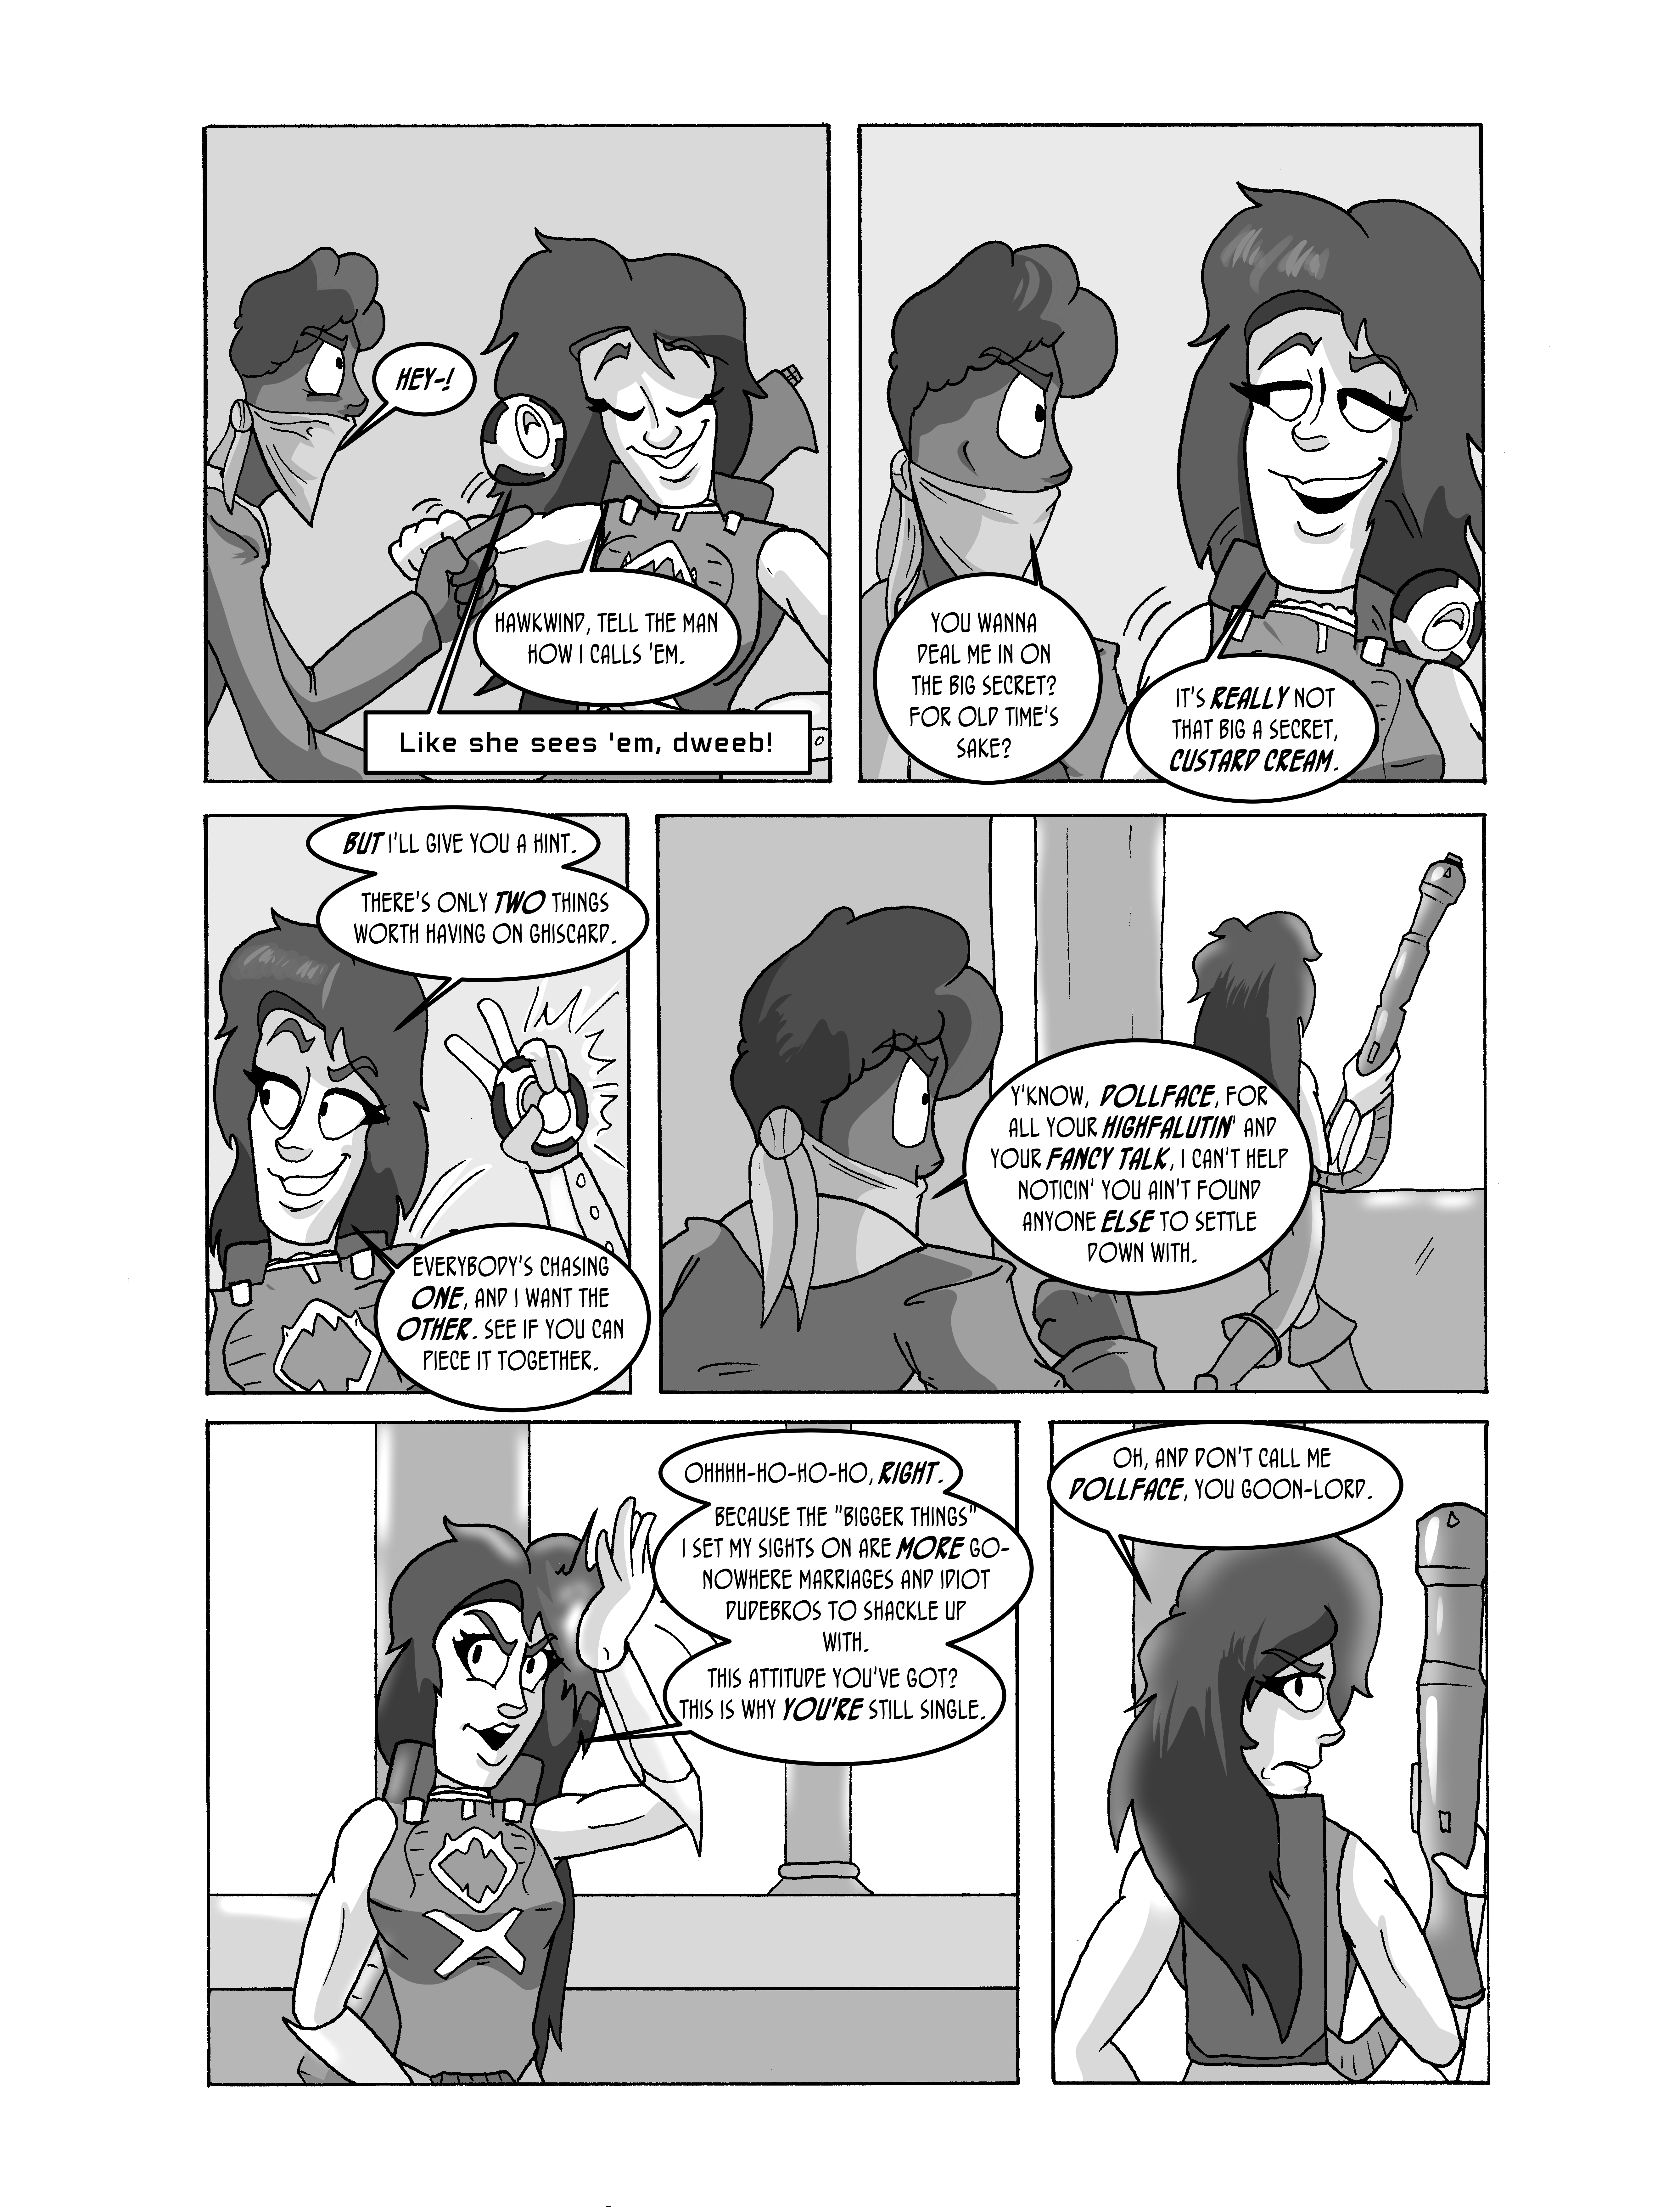 HEY-!
HAWKWIND, TELL THE MAN
HOW I CALLS 'EM.
Like she sees 'em, dweeb!
YOU WANNA
DEAL ME IN ON
THE BIG SECRET?
FOR OLD TIME'S
SAKE?
IT'S REALLY NOT
THAT BIG A SECRET,
CUSTARD CREAM.
BUT I'LL GIVE YOU A HINT.
THERE'S ONLY TWO THINGS
WORTH HAVING ON GHISCARD.
EVERYBODY'S CHASING
ONE, AND I WANT THE
OTHER. SEE IF YOU CAN
PIECE IT TOGETHER.
Y'KNOW, DOLLFACE, FOR
ALL YOUR HIGHFALUTIN' AND
YOUR FANCY TALK, I CAN'T HELP
NOTICIN' YOU AIN'T FOUND
ANYONE ELSE TO SETTLE
DOWN WITH.
OHHHH-HO-HO-HO, RIGHT.
BECAUSE THE "BIGGER THINGS"
I SET MY SIGHTS ON ARE MORE GO-
NOWHERE MARRIAGES AND IDIOT
DUDEBROS TO SHACKLE UP
WITH.
THIS ATTITUDE YOU'VE GOT?
THIS IS WHY YOU'RE STILL SINGLE.
OH, AND DON'T CALL ME
DOLLFACE, YOU GOON-LORD.